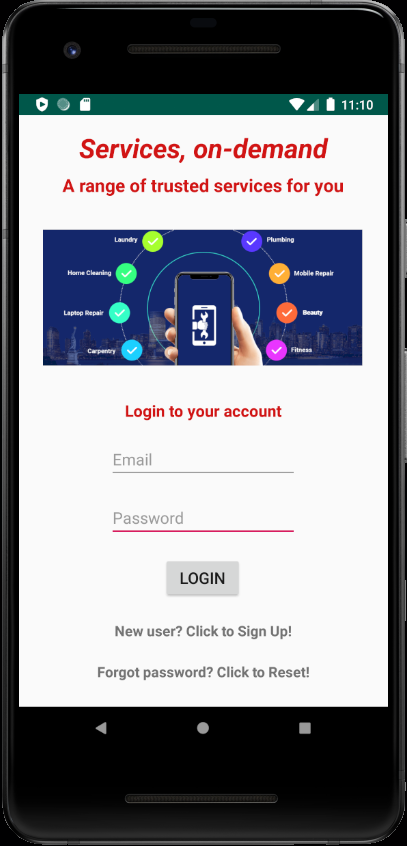 11:10
Services, on-demand
A range of trusted services for you
Laundry
Plumbing
Home Cleaning
Mobile Repair
Laptop Repair
Beauty
Carpentry
Fitness
Login to your account
Email
Password
LOGIN
New user? Click to Sign Up!
Forgot password? Click to Reset!